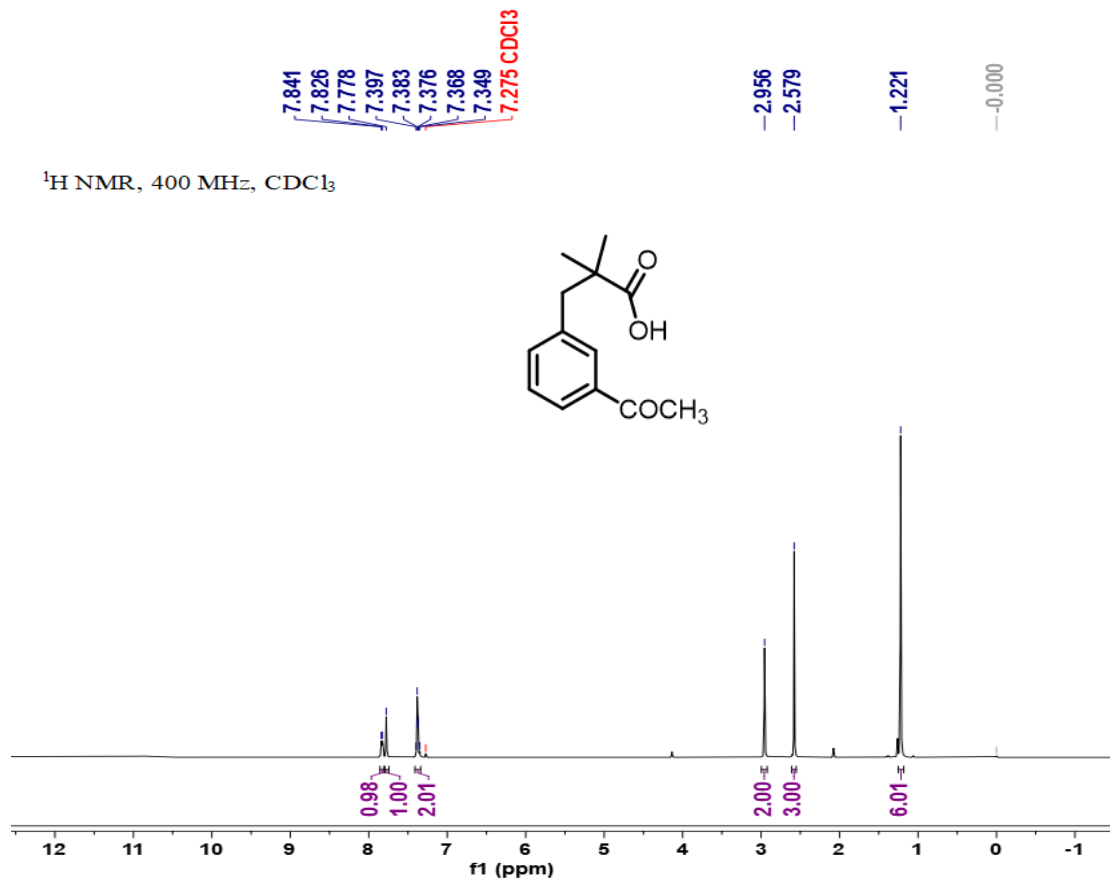 7.841
7.826
7.778
7.397
7.383
7.376
7.368
7.349
7.275 CDCl3
2.956
2.579
1.221
-0.000
¹H NMR, 400 MHz, CDCl₃
O
OH
COCH₃
0.98
1.00
2.01
2.00
3.00
6.01
12 11 10 9 8 7 6 5 4 3 2 1 0 -1
f1 (ppm)